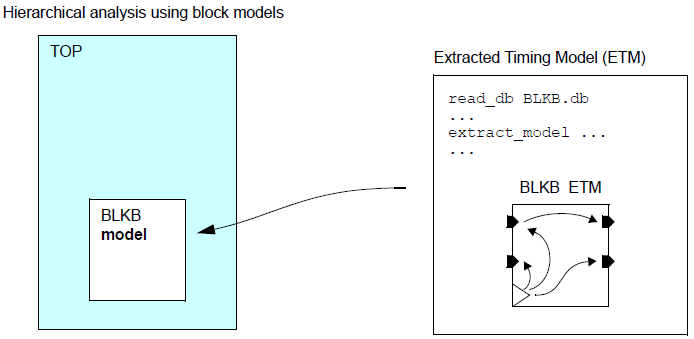 Hierarchical analysis using block models
TOP
BLKB
model
Extracted Timing Model (ETM)
read_db BLKB.db
...
extract_model ...
...
BLKB ETM